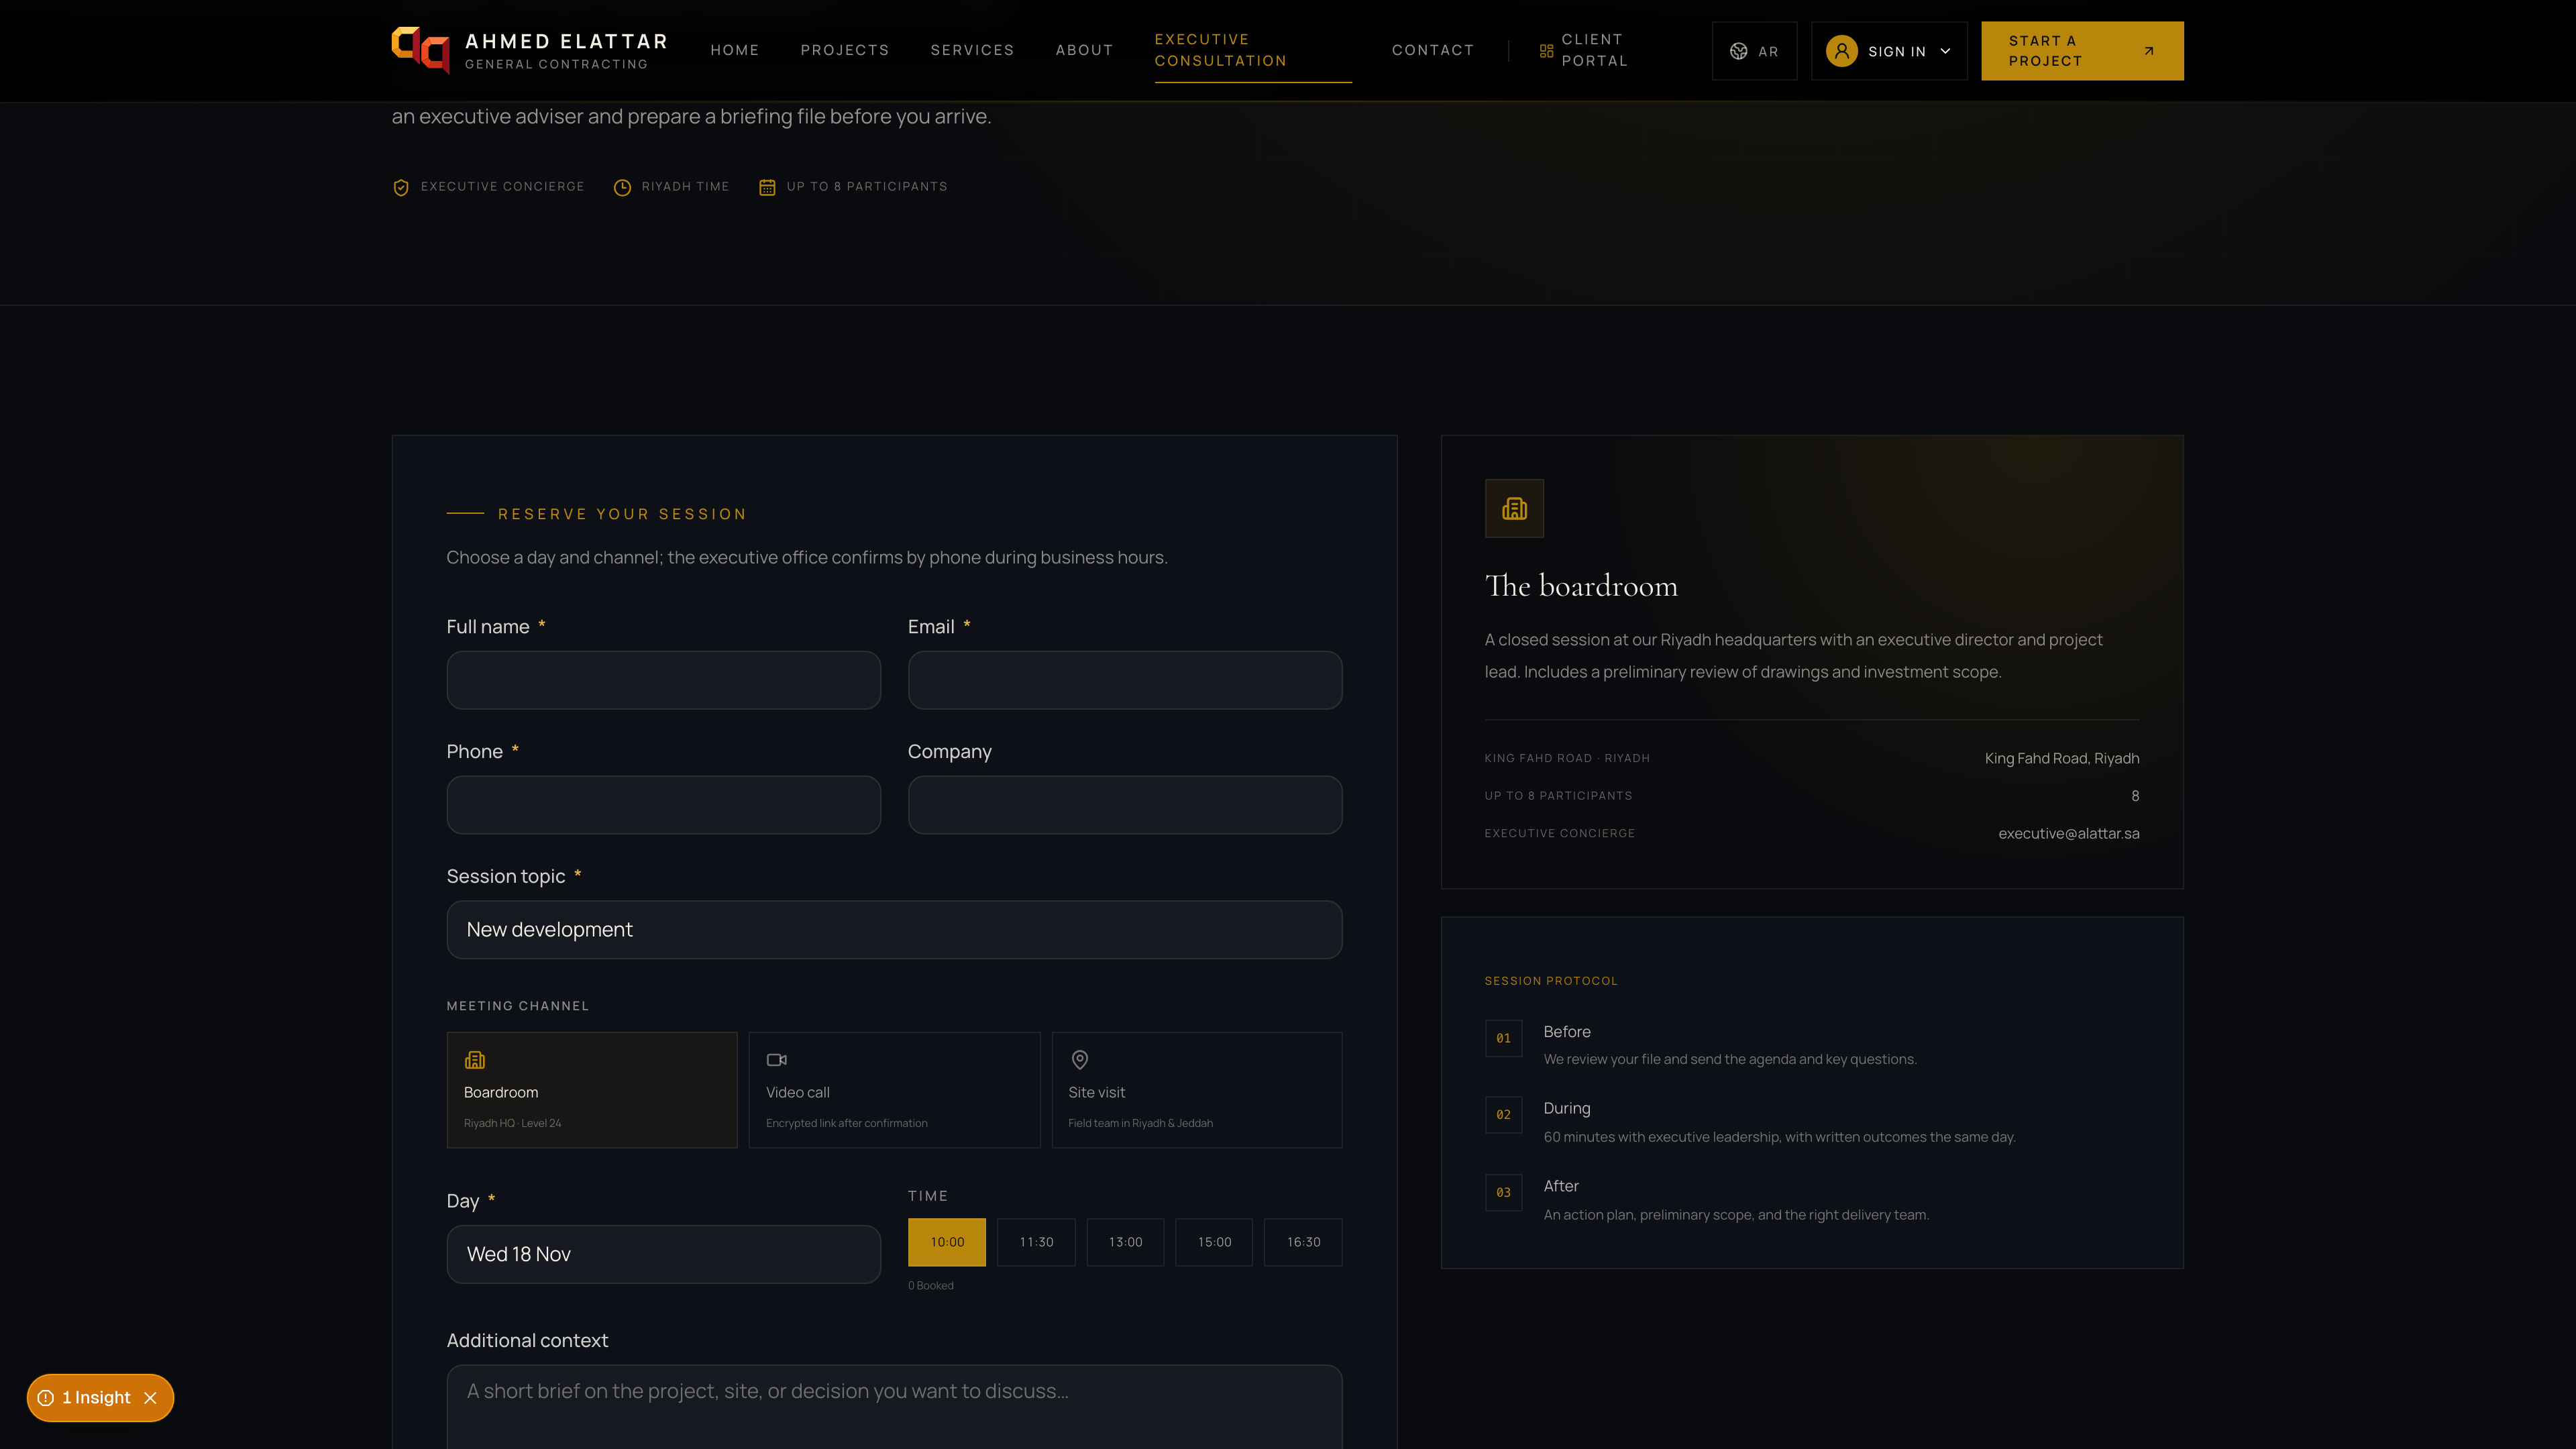 AHMED ELATTAR
GENERAL CONTRACTING
HOME
PROJECTS
SERVICES
ABOUT
EXECUTIVE
CONSULTATION
CONTACT
CLIENT
PORTAL
AR
SIGN IN
START A
PROJECT
an executive adviser and prepare a briefing file before you arrive.
EXECUTIVE CONCIERGE
RIYADH TIME
UP TO 8 PARTICIPANTS
RESERVE YOUR SESSION
Choose a day and channel; the executive office confirms by phone during business hours.
Full name *
Email *
Phone *
Company
Session topic *
New development
MEETING CHANNEL
Boardroom
Riyadh HQ · Level 24
Video call
Encrypted link after confirmation
Site visit
Field team in Riyadh & Jeddah
Day *
Wed 18 Nov
TIME
10:00
11:30
13:00
15:00
16:30
0 Booked
Additional context
A short brief on the project, site, or decision you want to discuss…
The boardroom
A closed session at our Riyadh headquarters with an executive director and project
lead. Includes a preliminary review of drawings and investment scope.
KING FAHD ROAD · RIYADH
King Fahd Road, Riyadh
UP TO 8 PARTICIPANTS
8
EXECUTIVE CONCIERGE
executive@alattar.sa
SESSION PROTOCOL
01
Before
We review your file and send the agenda and key questions.
02
During
60 minutes with executive leadership, with written outcomes the same day.
03
After
An action plan, preliminary scope, and the right delivery team.
1 Insight